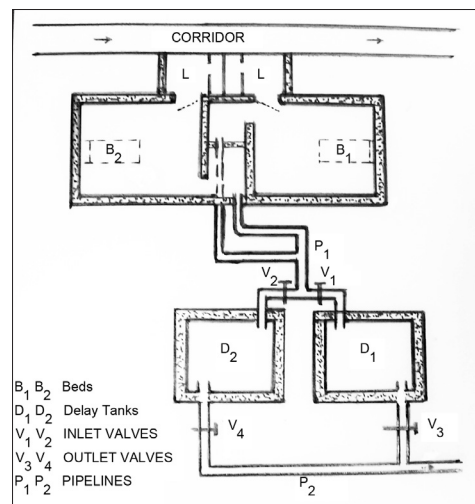 CORRIDOR
L L
B2 B1
P1
V2 V1
D2 D1
V4 V3
P2
B1 B2 Beds
D1 D2 Delay Tanks
V1 V2 INLET VALVES
V3 V4 OUTLET VALVES
P1 P2 PIPELINES